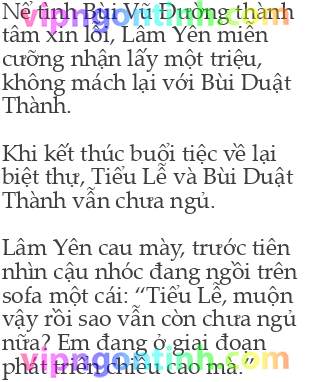 Nể tình Bùi Vũ Dương thành
vipngontinh.com
tâm xin lỗi, Lâm Yên miễn
cưỡng nhận lấy một triệu,
không mách lại với Bùi Duật
Thành.
Khi kết thúc buổi tiệc về lại
biệt thự, Tiểu Lễ và Bùi Duật
Thành vẫn chưa ngủ.
Lâm Yên cau mày, trước tiên
nhìn cậu nhóc đang ngồi trên
sofa một cái: “Tiểu Lễ, muộn
vậy rồi sao vẫn còn chưa ngủ
nữa? Em đang ở giai đoạn
vipngontinh.com
phát triển chiều cao mà.”